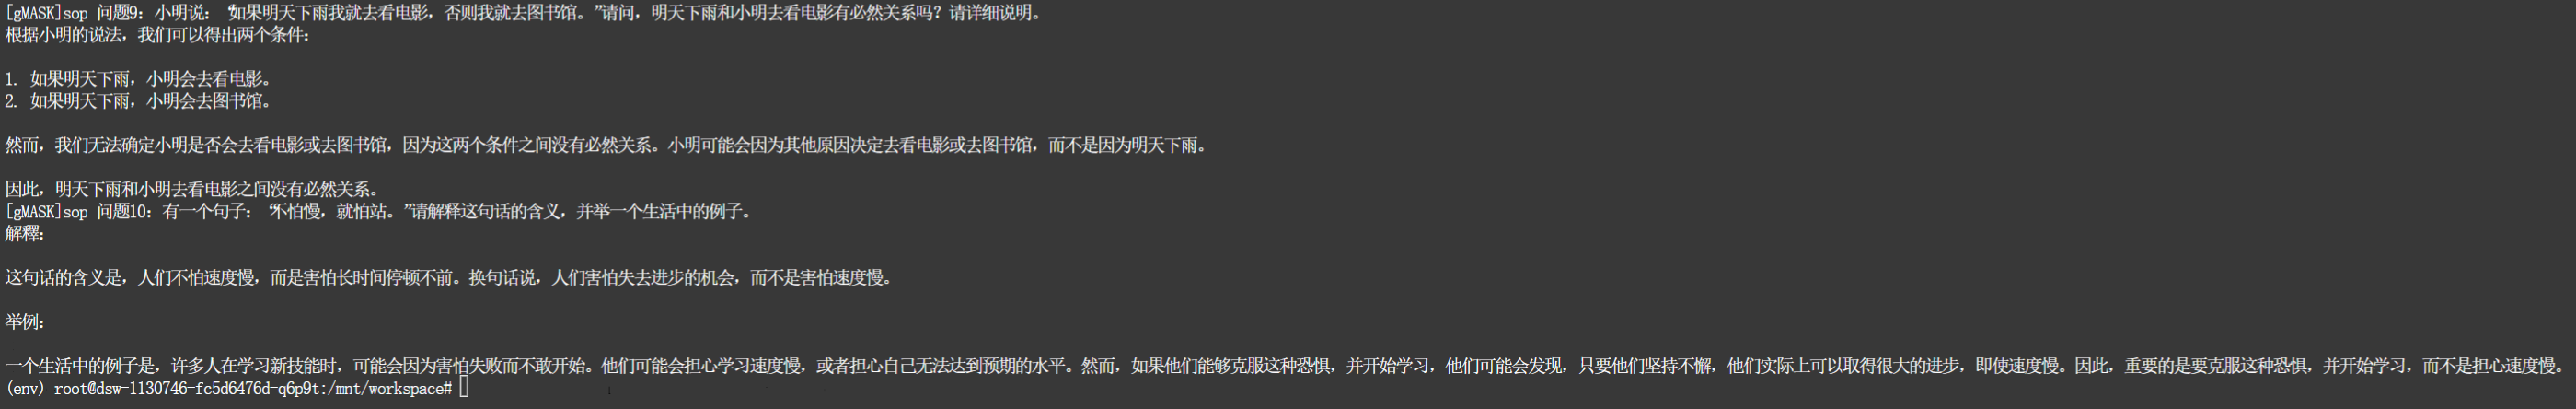 [gMASK]sop 问题9：小明说：“如果明天下雨我就去看电影，否则我就去图书馆。”请问，明天下雨和小明去看电影有必然关系吗？请详细说明。
根据小明的说法，我们可以得出两个条件：
1. 如果明天下雨，小明会去看电影。
2. 如果明天下雨，小明会去图书馆。
然而，我们无法确定小明是否会去看电影或去图书馆，因为这两个条件之间没有必然关系。小明可能会因为其他原因决定去看电影或去图书馆，而不是因为明天下雨。
因此，明天下雨和小明去看电影之间没有必然关系。
[gMASK]sop 问题10：有一个句子：“不怕慢，就怕站。”请解释这句话的含义，并举一个生活中的例子。
解釋：
这句话的含义是，人们不怕速度慢，而是害怕长时间停顿不前。换句话说，人们害怕失去进步的机会，而不是害怕速度慢。
举例：
一个生活中的例子是，许多人在学习新技能时，可能会因为害怕失败而不敢开始。他们可能会担心学习速度慢，或者担心自己无法达到预期的水平。然而，如果他们能够克服这种恐惧，并开始学习，他们可能会发现，只要他们坚持不懈，他们实际上可以取得很大的进步，即使速度慢。因此，重要的是要克服这种恐惧，并开始学习，而不是担心速度慢。
(env) root@dsw-1130746-fc5d6476d-q6p9t:/mnt/workspace#